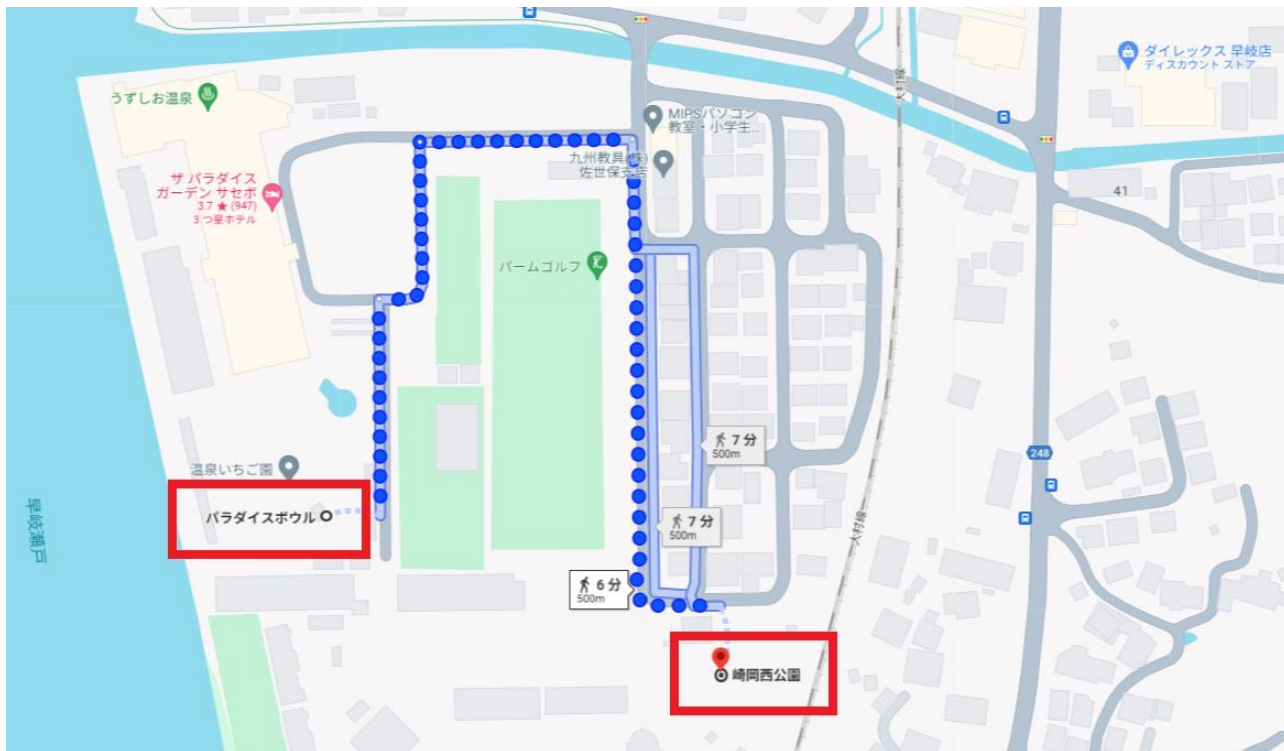 ダイレックス 早岐店
ディスカウント ストア
うずしお温泉
大村線
MIPSパソコン
教室・小学生...
九州教具(株)
佐世保支店
ザ パラダイス
ガーデン サセボ
3.7 ★ (947)
3 つ星ホテル
41
パームゴルフ
7 分
500m
248
温泉いちご園
パラダイスボウル
早岐瀬戸
7 分
500m
大村線
6 分
500m
崎岡西公園